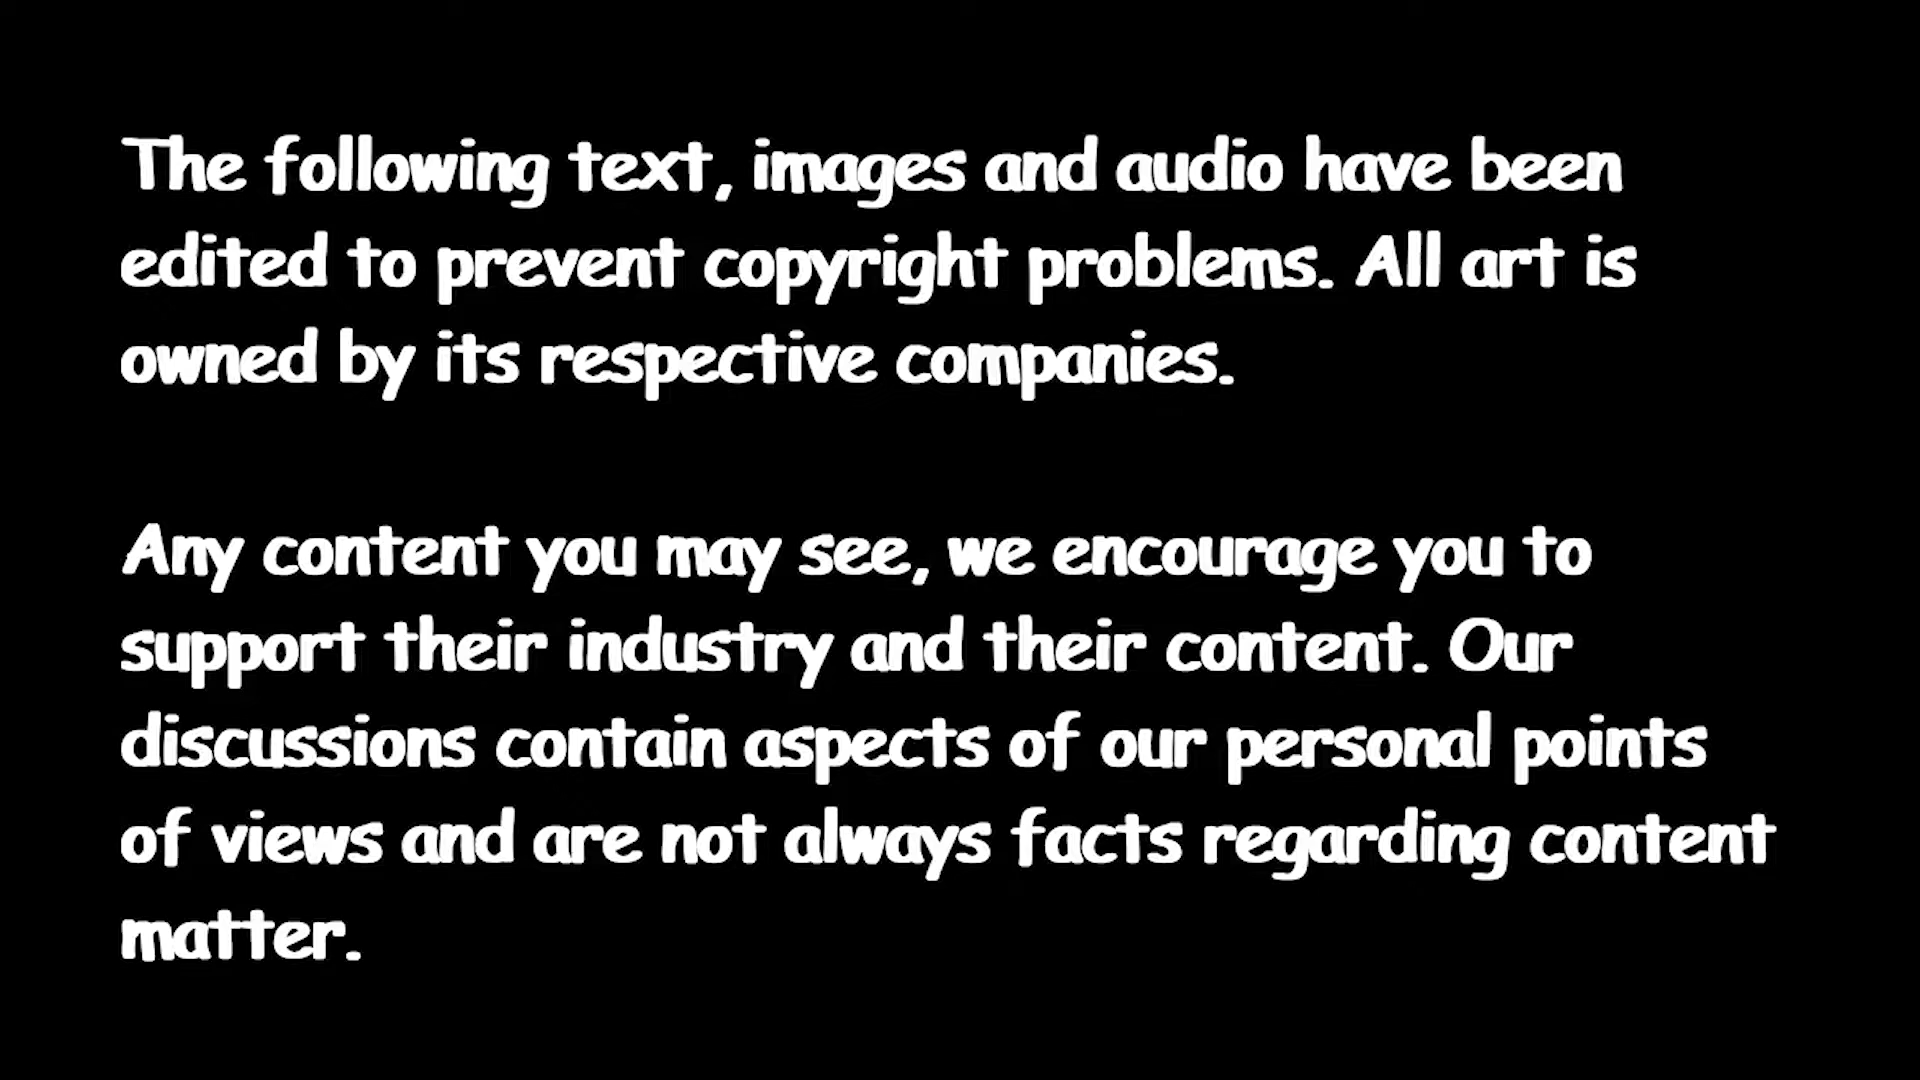 The following text, images and audio have been
edited to prevent copyright problems. All art is
owned by its respective companies.
Any content you may see, we encourage you to
support their industry and their content. Our
discussions contain aspects of our personal points
of views and are not always facts regarding content
matter.